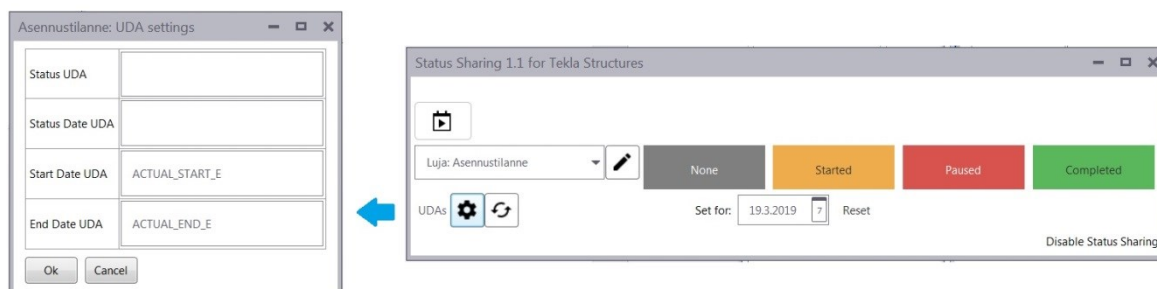 Asennustilanne: UDA settings
Status UDA
Status Date UDA
Start Date UDA ACTUAL_START_E
End Date UDA ACTUAL_END_E
Ok Cancel
Status Sharing 1.1 for Tekla Structures
Luja: Asennustilanne None Started Paused Completed
UDAs Set for: 19.3.2019 7 Reset
Disable Status Sharing